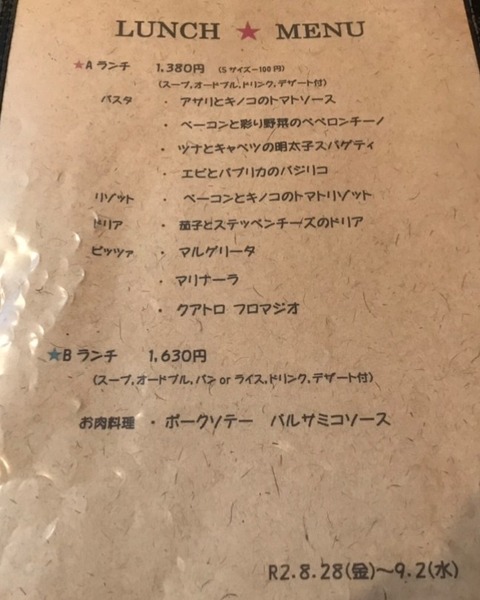 LUNCH ★ MENU
★A ランチ 1,380円 (Sサイズ-100円)
(スープ,オードブル,ドリンク,デザート付)
パスタ ・ アサリとキノコのトマトソース
・ ベーコンと彩り野菜のペペロンチーノ
・ ツナとキャベツの明太子スパゲティ
・ エビとパプリカのバジリコ
リゾット ・ ベーコンとキノコのトマトリゾット
ドリア ・ 茄子とステッペンチーズのドリア
ピッツァ ・ マルゲリータ
・ マリナーラ
・ クアトロ フロマジオ
★B ランチ 1,630円
(スープ,オードブル,パン or ライス,ドリンク,デザート付)
お肉料理 ・ ポークソテー バルサミコソース
R2.8.28(金)～9.2(水)